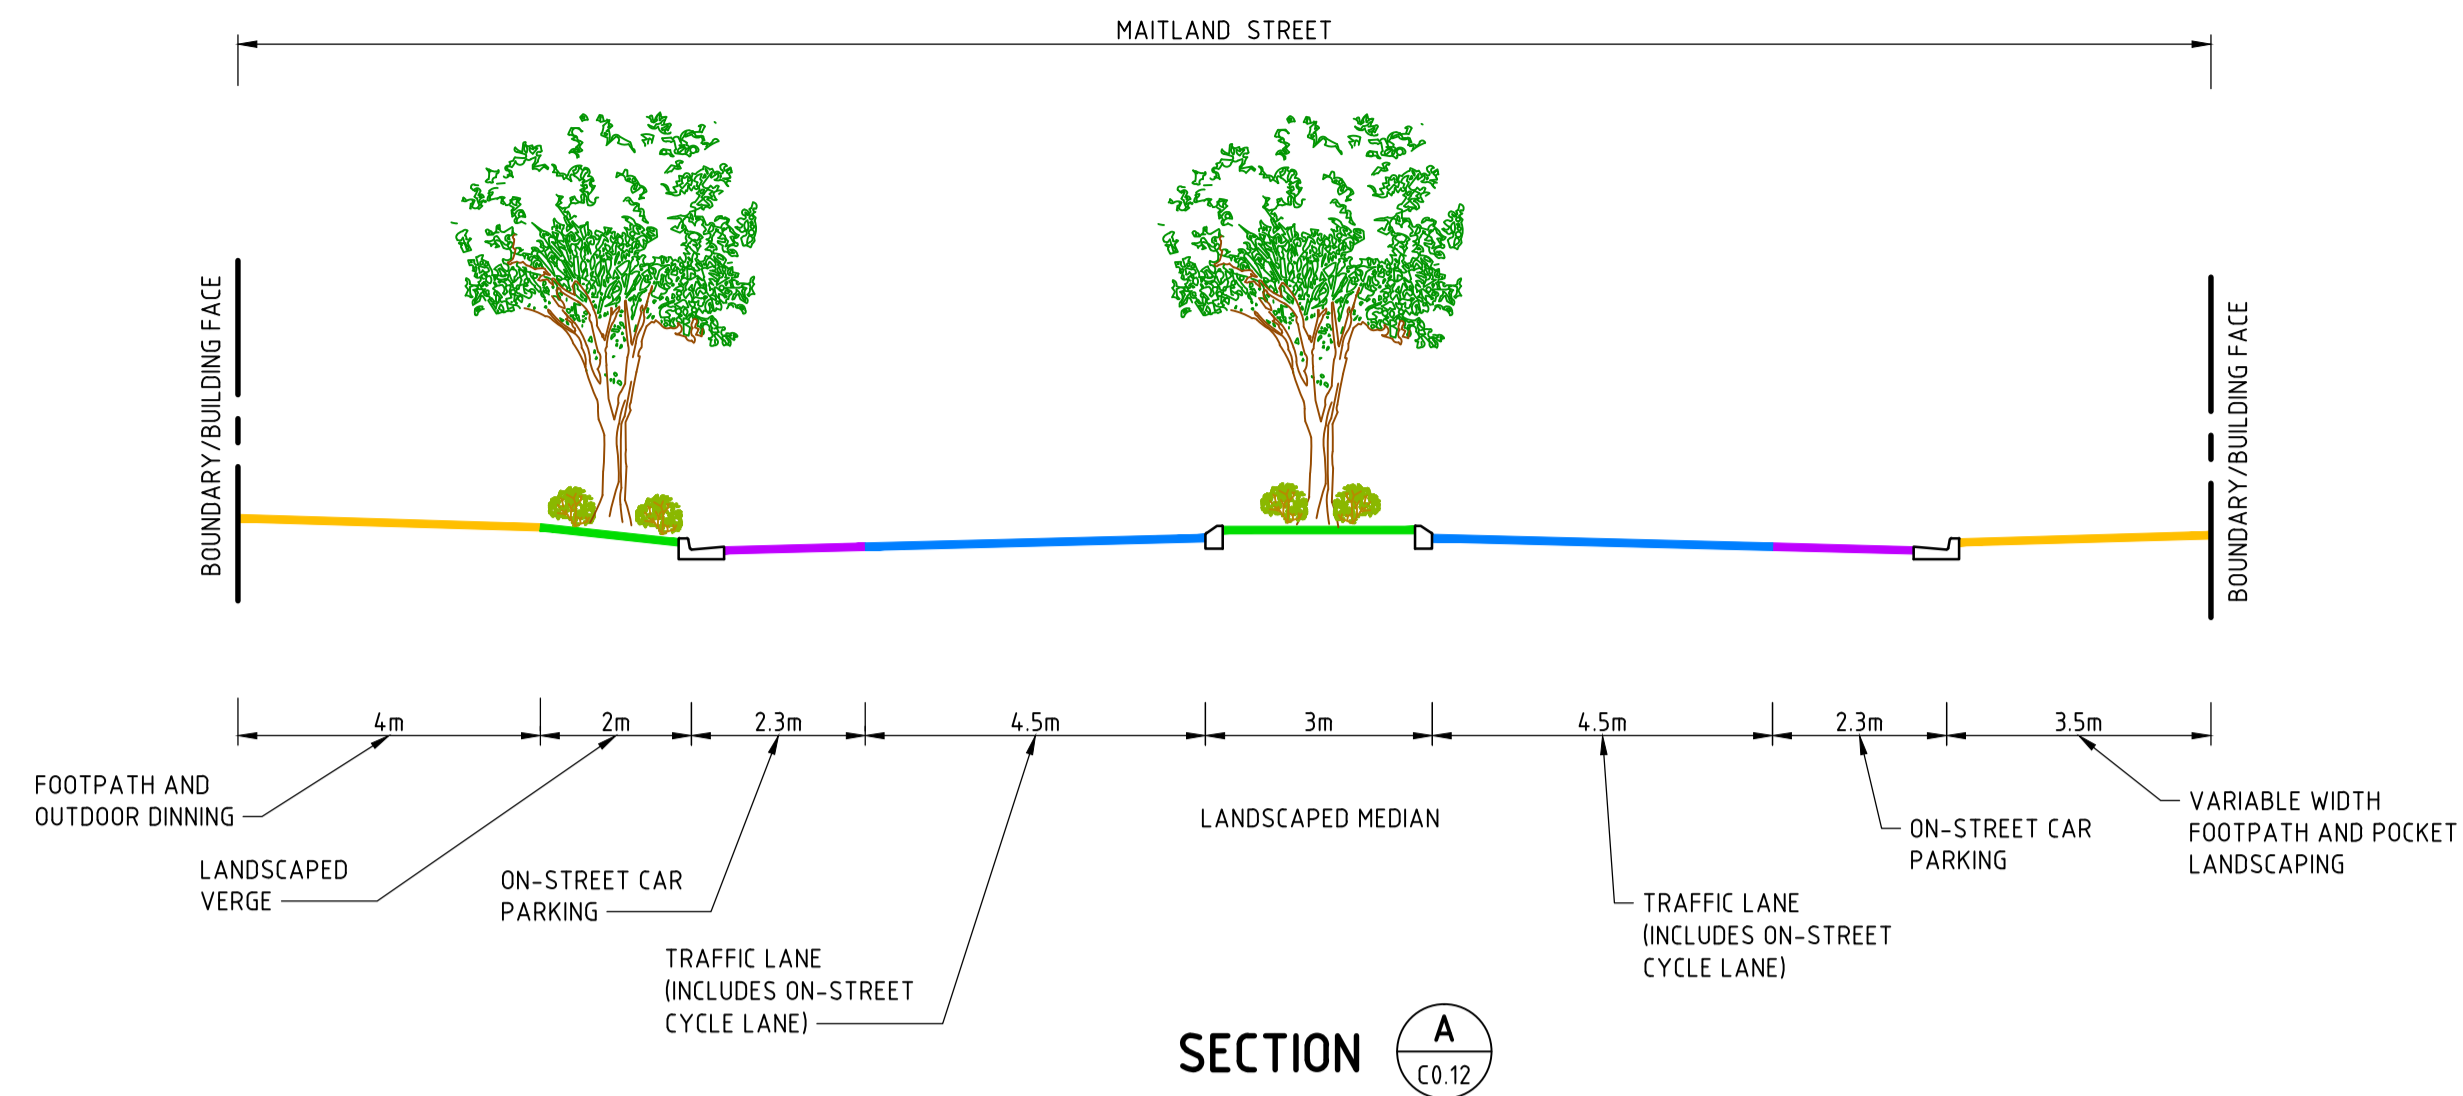 MAITLAND STREET
BOUNDARY/BUILDING FACE
BOUNDARY/BUILDING FACE
4m
2m
2.3m
4.5m
3m
4.5m
2.3m
3.5m
FOOTPATH AND
OUTDOOR DINNING
LANDSCAPED
VERGE
ON-STREET CAR
PARKING
TRAFFIC LANE
(INCLUDES ON-STREET
CYCLE LANE)
LANDSCAPED MEDIAN
TRAFFIC LANE
(INCLUDES ON-STREET
CYCLE LANE)
ON-STREET CAR
PARKING
VARIABLE WIDTH
FOOTPATH AND POCKET
LANDSCAPING
SECTION
A
C0.12